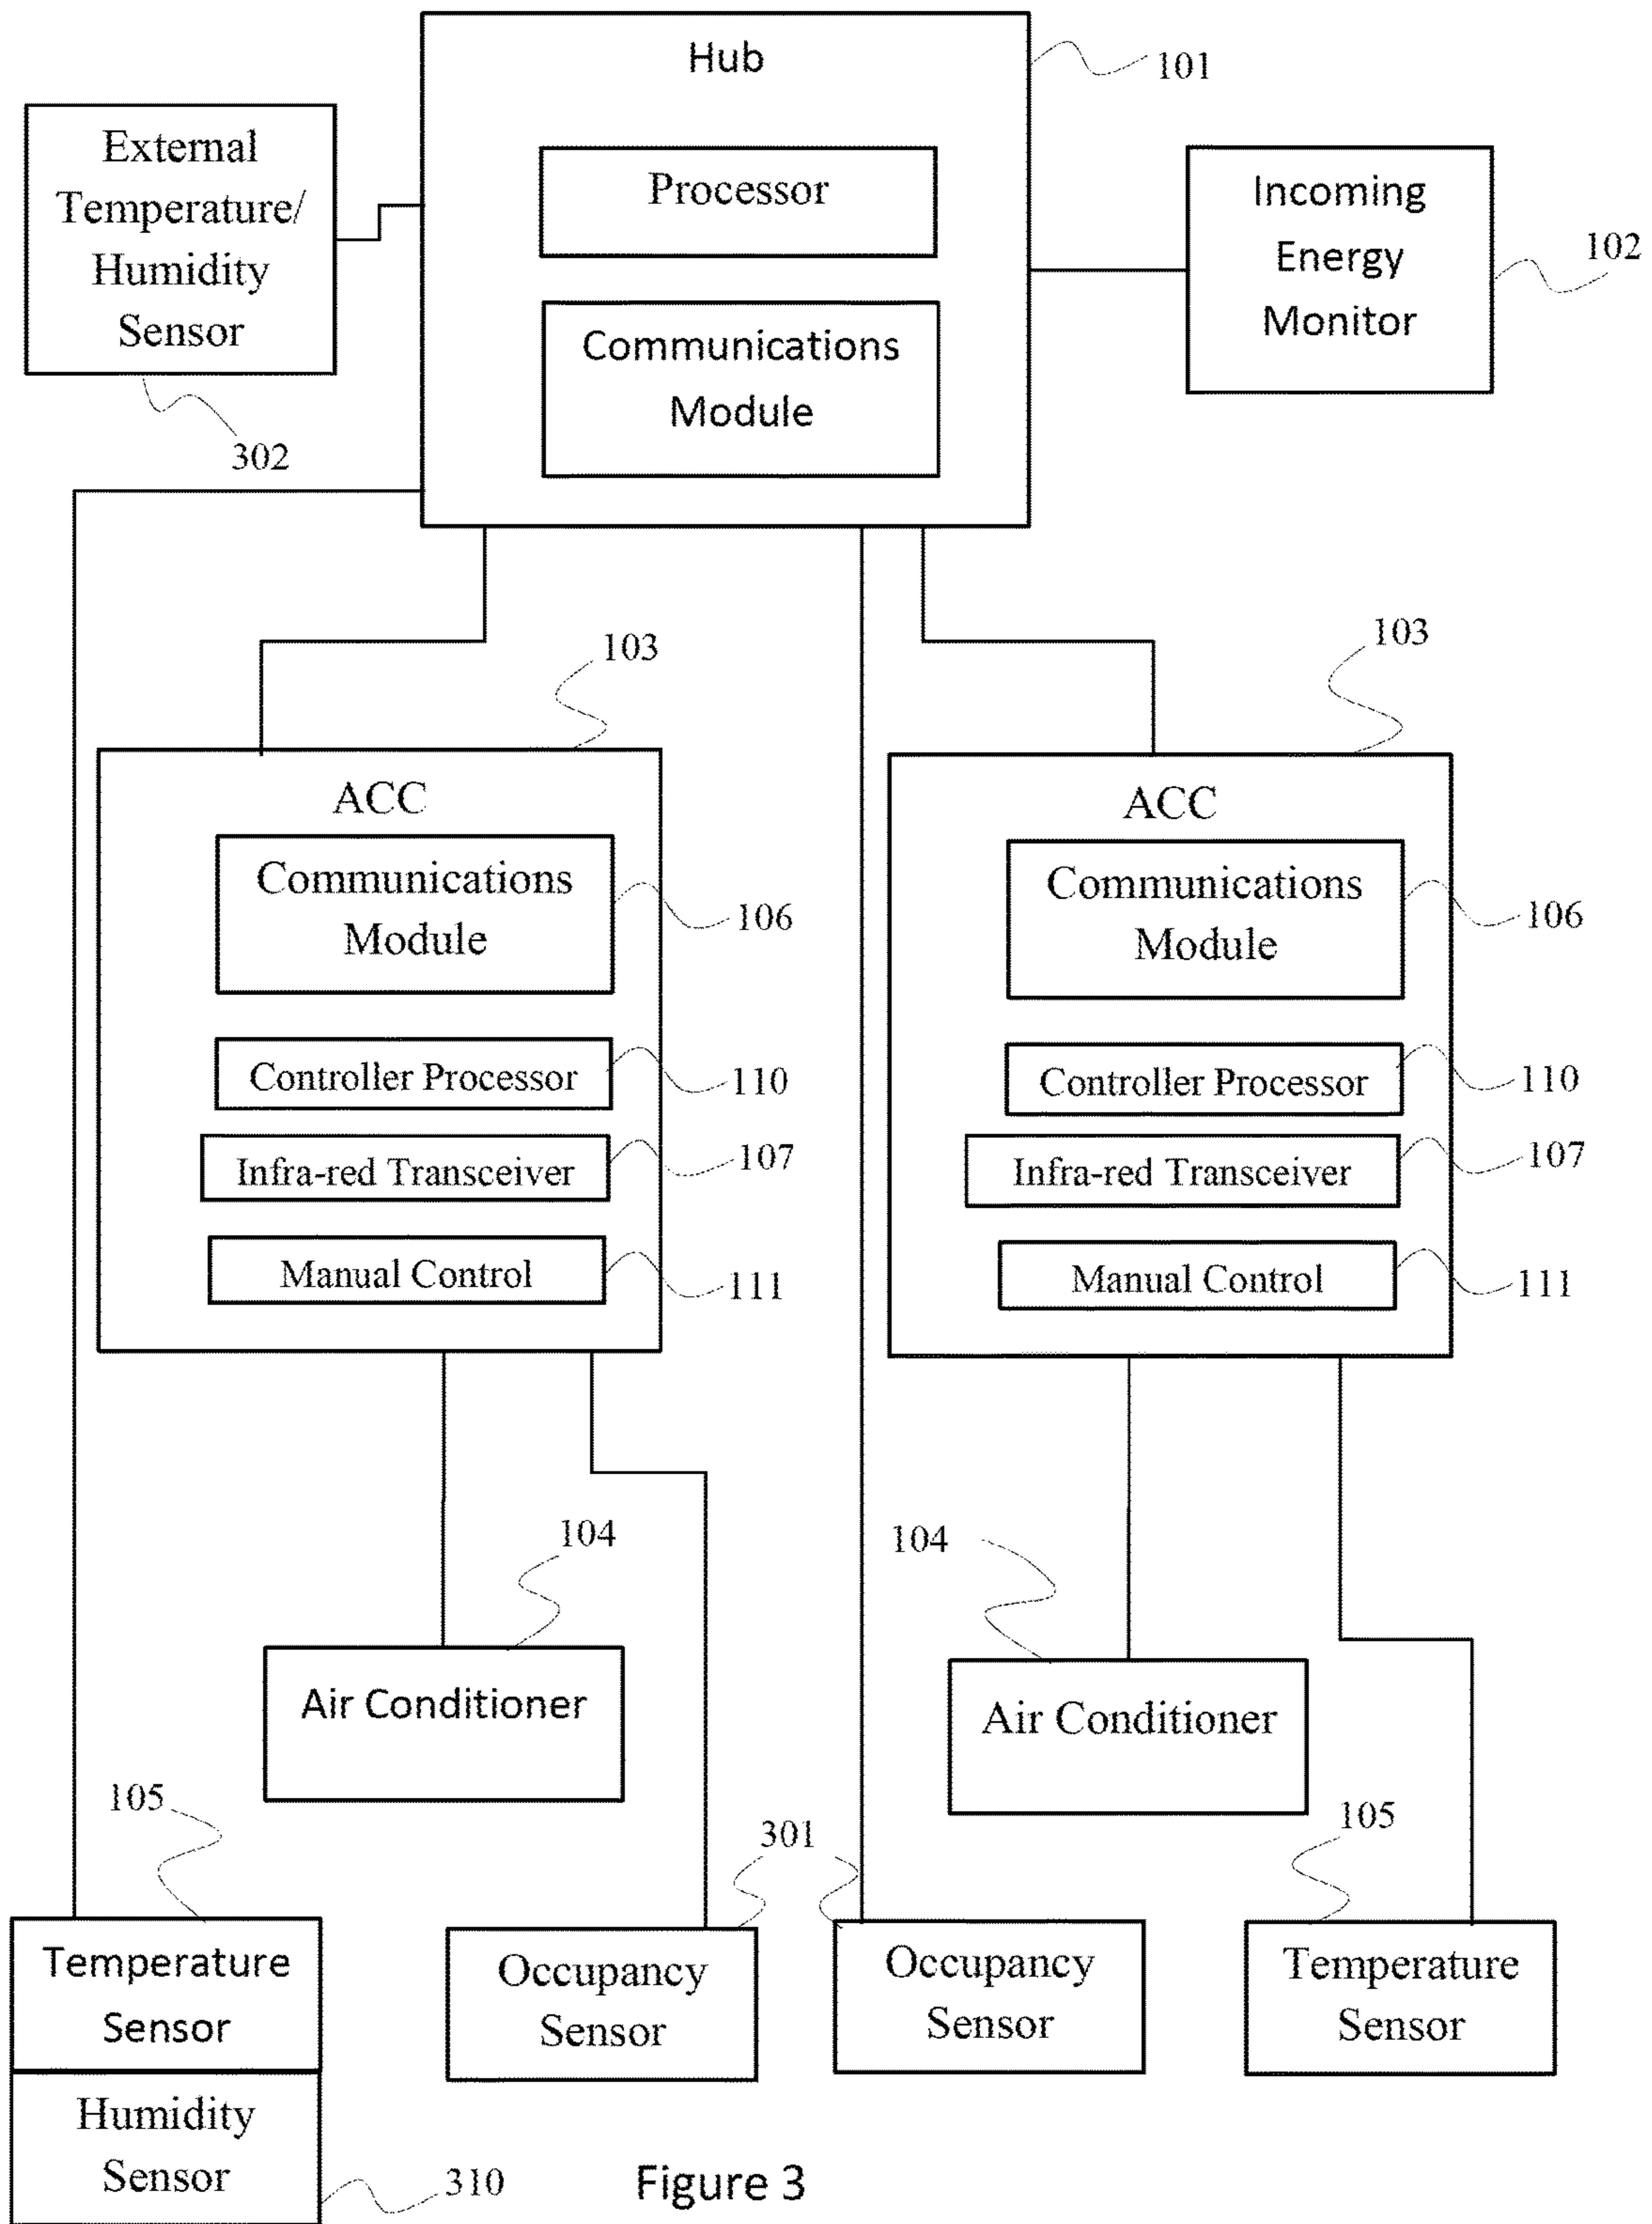 Hub
101
External
Temperature/
Humidity
Sensor
302
Processor
Communications
Module
Incoming
Energy
Monitor
102
103
ACC
Communications
Module
106
Controller Processor
110
Infra-red Transceiver
107
Manual Control
111
103
ACC
Communications
Module
106
Controller Processor
110
Infra-red Transceiver
107
Manual Control
111
104
Air Conditioner
104
Air Conditioner
105
Temperature
Sensor
Humidity
Sensor
310
301
Occupancy
Sensor
Occupancy
Sensor
105
Temperature
Sensor
Figure 3